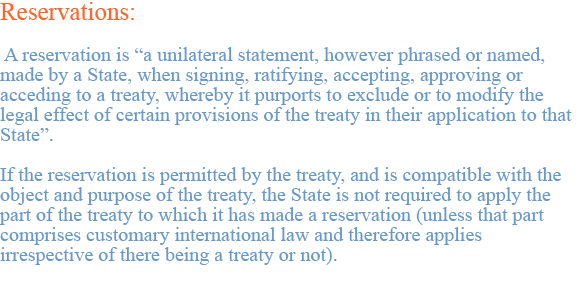 Reservations:
A reservation is “a unilateral statement, however phrased or named,
made by a State, when signing, ratifying, accepting, approving or
acceding to a treaty, whereby it purports to exclude or to modify the
legal effect of certain provisions of the treaty in their application to that
State”.
If the reservation is permitted by the treaty, and is compatible with the
object and purpose of the treaty, the State is not required to apply the
part of the treaty to which it has made a reservation (unless that part
comprises customary international law and therefore applies
irrespective of there being a treaty or not).